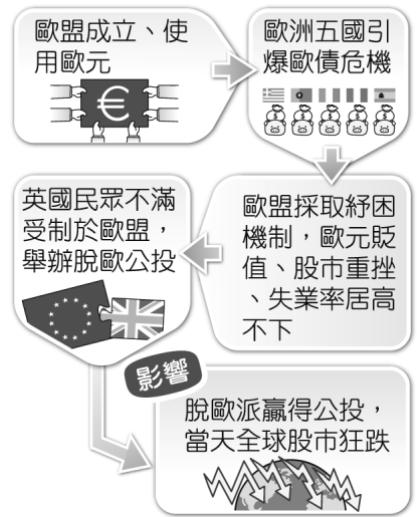 歐盟成立、使
用歐元
€
歐洲五國引
爆歐債危機
歐盟採取紓困
機制,歐元貶
值、股市重挫
、失業率居高
不下
英國民眾不滿
受制於歐盟,
舉辦脫歐公投
影響
脫歐派贏得公投,
當天全球股市狂跌